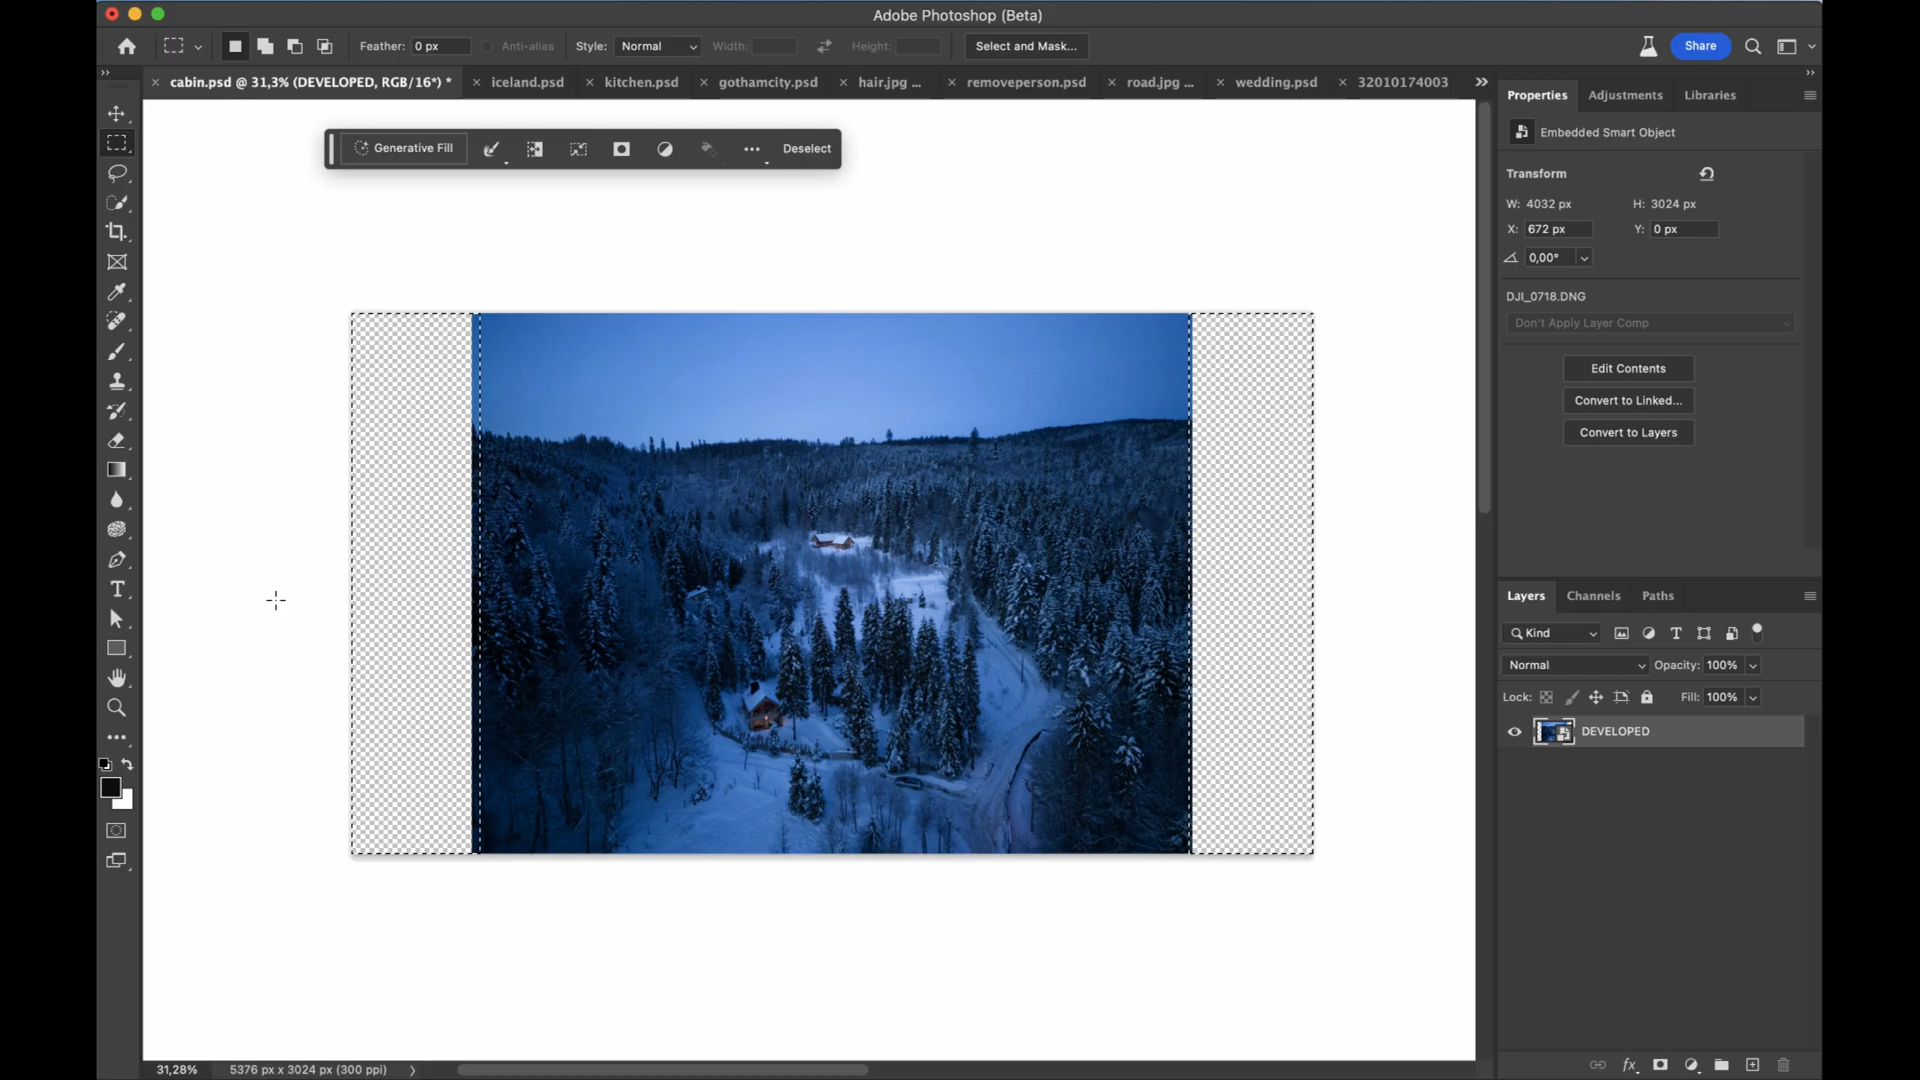 Adobe Photoshop (Beta)
Feather: 0 px Anti-alias Style: Normal Width: Height: Select and Mask... Share
cabin.psd @ 31,3% (DEVELOPED, RGB/16*) * iceland.psd kitchen.psd gothamcity.psd hair.jpg ... removeperson.psd road.jpg ... wedding.psd 32010174003
Generative Fill Deselect
Properties Adjustments Libraries
Embedded Smart Object
Transform
W: 4032 px H: 3024 px
X: 672 px Y: 0 px
0,00°
DJI_0718.DNG
Don't Apply Layer Comp
Edit Contents
Convert to Linked...
Convert to Layers
Layers Channels Paths
Kind
Normal Opacity: 100%
Lock: Fill: 100%
DEVELOPED
31,28% 5376 px x 3024 px (300 ppi)